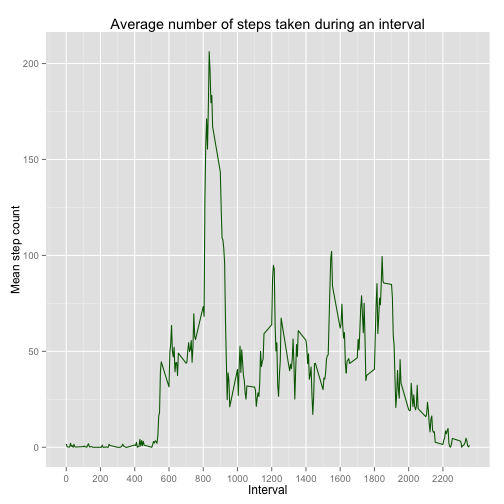 Average number of steps taken during an interval
Mean step count
200
150
100
50
0
0 200 400 600 800 1000 1200 1400 1600 1800 2000 2200
Interval